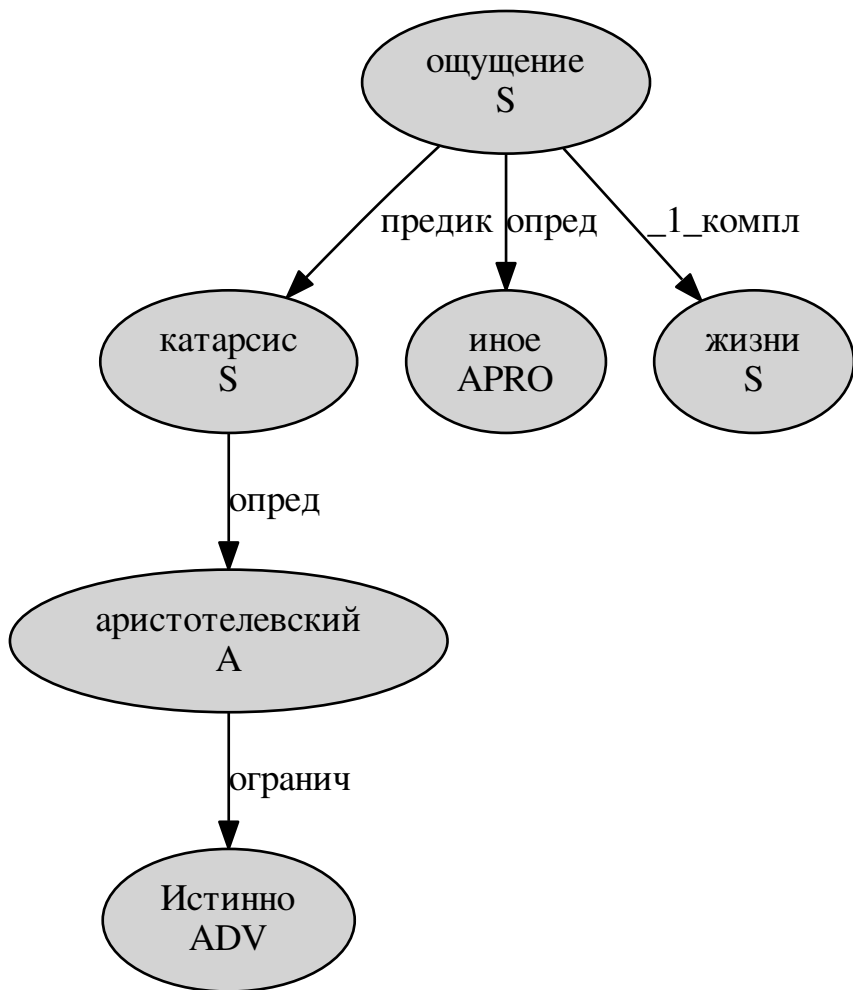 ощущение
S
предик опред _1_компл
катарсис
S
иное
APRO
жизни
S
опред
аристотелевский
A
огранич
Истинно
ADV